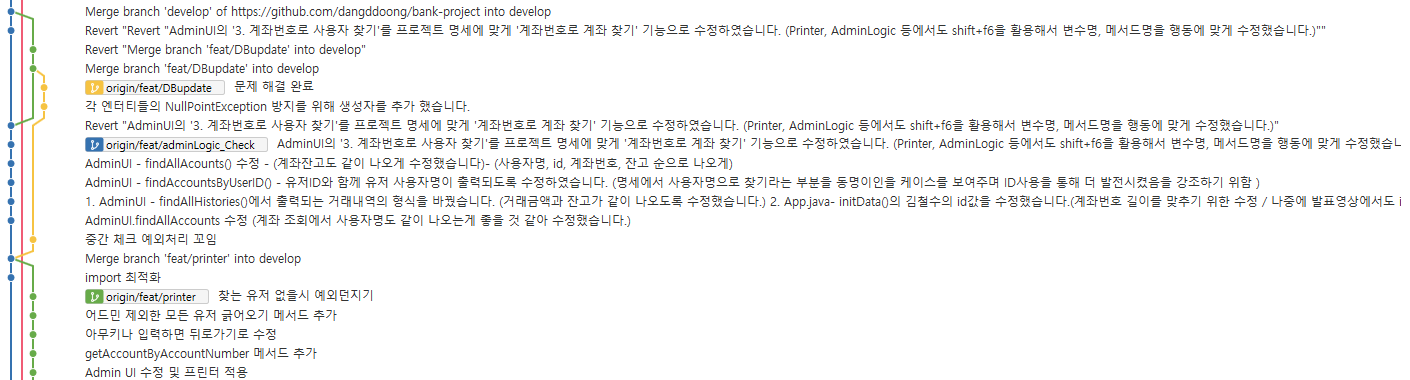 Merge branch 'develop' of https://github.com/dangddoong/bank-project into develop
Revert "Revert "AdminUI의 '3. 계좌번호로 사용자 찾기'를 프로젝트 명세에 맞게 '계좌번호로 계좌 찾기' 기능으로 수정하였습니다. (Printer, AdminLogic 등에서도 shift+f6을 활용해서 변수명, 메서드명을 행동에 맞게 수정했습니다.)""
Revert "Merge branch 'feat/DBupdate' into develop"
Merge branch 'feat/DBupdate' into develop
origin/feat/DBupdate 문제 해결 완료
각 엔터티들의 NullPointException 방지를 위해 생성자를 추가 했습니다.
Revert "AdminUI의 '3. 계좌번호로 사용자 찾기'를 프로젝트 명세에 맞게 '계좌번호로 계좌 찾기' 기능으로 수정하였습니다. (Printer, AdminLogic 등에서도 shift+f6을 활용해서 변수명, 메서드명을 행동에 맞게 수정했습니다.)"
origin/feat/adminLogic_Check AdminUI의 '3. 계좌번호로 사용자 찾기'를 프로젝트 명세에 맞게 '계좌번호로 계좌 찾기' 기능으로 수정하였습니다. (Printer, AdminLogic 등에서도 shift+f6을 활용해서 변수명, 메서드명을 행동에 맞게 수정했습니
AdminUI - findAllAcounts() 수정 - (계좌잔고도 같이 나오게 수정했습니다)- (사용자명, id, 계좌번호, 잔고 순으로 나오게)
AdminUI - findAccountsByUserID() - 유저ID와 함께 유저 사용자명이 출력되도록 수정하였습니다. (명세에서 사용자명으로 찾기라는 부분을 동명이인을 케이스를 보여주며 ID사용을 통해 더 발전시켰음을 강조하기 위함 )
1. AdminUI - findAllHistories()에서 출력되는 거래내역의 형식을 바꿨습니다. (거래금액과 잔고가 같이 나오도록 수정했습니다.) 2. App.java- initData()의 김철수의 id값을 수정했습니다.(계좌번호 길이를 맞추기 위한 수정 / 나중에 발표영상에서도 i
AdminUI.findAllAccounts 수정 (계좌 조회에서 사용자명도 같이 나오는게 좋을 것 같아 수정했습니다.)
중간 체크 예외처리 꼬임
Merge branch 'feat/printer' into develop
import 최적화
origin/feat/printer 찾는 유저 없을시 예외던지기
어드민 제외한 모든 유저 긁어오기 메서드 추가
아무키나 입력하면 뒤로가기로 수정
getAccountByAccountNumber 메서드 추가
Admin UI 수정 및 프린터 적용